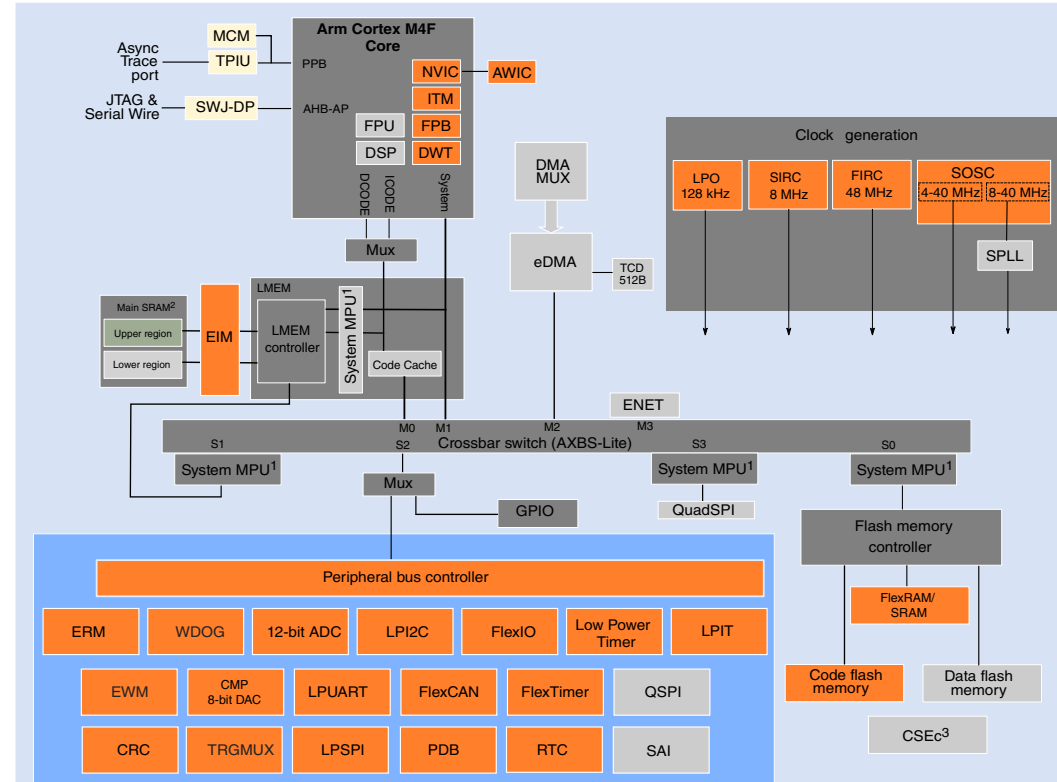 Arm Cortex M4F
Core
MCM
TPIU
Async
Trace
port
PPB
JTAG &
Serial Wire
SWJ-DP
AHB-AP
NVIC
AWIC
ITM
FPU
FPB
DSP
DWT
DCODE
ICODE
System
Mux
DMA
MUX
eDMA
TCD
512B
Clock generation
LPO
128 kHz
SIRC
8 MHz
FIRC
48 MHz
SOSC
4-40 MHz
8-40 MHz
SPLL
Main SRAM2
Upper region
Lower region
EIM
LMEM
LMEM
controller
System MPU1
Code Cache
ENET
M0
M1
M2
M3
S1
S2
Crossbar switch (AXBS-Lite)
S3
S0
System MPU1
System MPU1
System MPU1
Mux
GPIO
QuadSPI
Flash memory
controller
FlexRAM/
SRAM
Code flash
memory
Data flash
memory
CSEc3
Peripheral bus controller
ERM
WDOG
12-bit ADC
LPI2C
FlexIO
Low Power
Timer
LPIT
EWM
CMP
8-bit DAC
LPUART
FlexCAN
FlexTimer
QSPI
CRC
TRGMUX
LPSPI
PDB
RTC
SAI